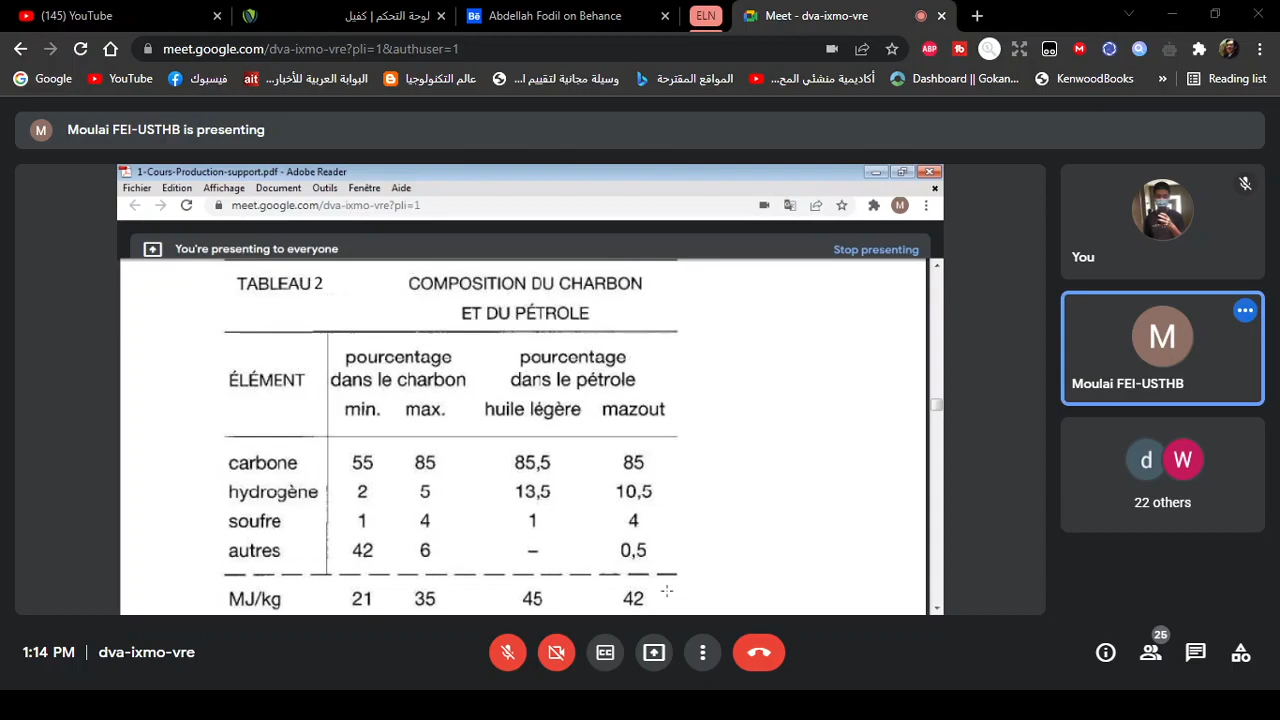 (145) YouTube
لوحة التحكم | كفيل
Abdellah Fodil on Behance
ELN
Meet - dva-ixmo-vre
meet.google.com/dva-ixmo-vre?pli=1&authuser=1
Google
YouTube
فيسبوك
البوابة العربية للأخبار...
عالم التكنولوجيا
وسيلة مجانية لتقييم ا...
المواقع المقترحة
أكاديمية منشئي المح...
Dashboard || Gokan...
KenwoodBooks
Reading list
M
Moulai FEI-USTHB is presenting
1-Cours-Production-support.pdf - Adobe Reader
Fichier Edition Affichage Document Outils Fenêtre Aide
meet.google.com/dva-ixmo-vre?pli=1
M
You're presenting to everyone
Stop presenting
TABLEAU 2 COMPOSITION DU CHARBON
ET DU PÉTROLE
ÉLÉMENT
pourcentage
dans le charbon
min. max.
pourcentage
dans le pétrole
huile légère mazout
carbone 55 85 85,5 85
hydrogène 2 5 13,5 10,5
soufre 1 4 1 4
autres 42 6 – 0,5
MJ/kg 21 35 45 42
You
M
Moulai FEI-USTHB
d W
22 others
1:14 PM | dva-ixmo-vre
CC
25